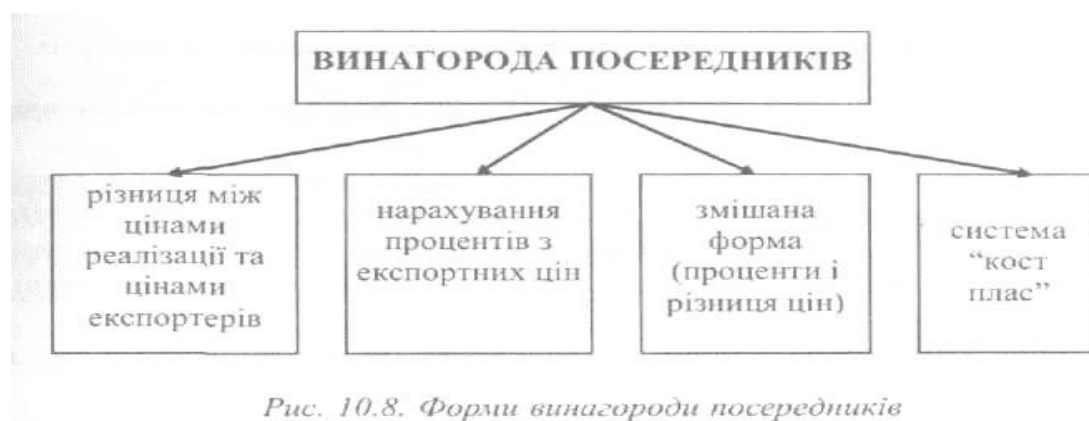 ВИНАГОРОДА ПОСЕРЕДНИКІВ
різниця між
цінами
реалізації та
цінами
експортерів
нарахування
процентів з
експортних цін
змішана
форма
(проценти і
різниця цін)
система
“кост
плас”
Рис. 10.8. Форми винагороди посередників